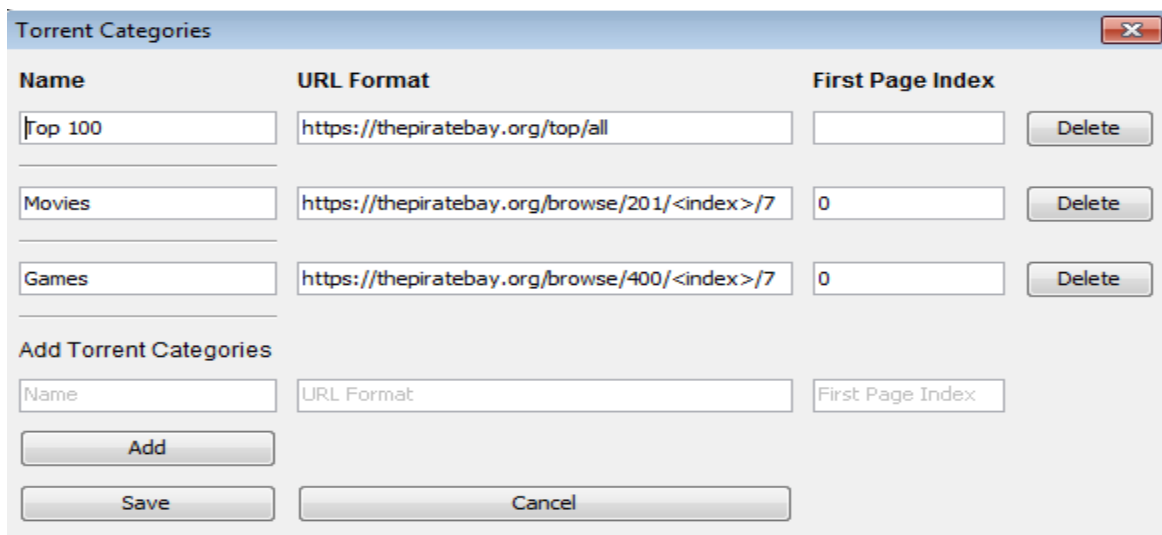 Torrent Categories
Name URL Format First Page Index
Top 100 https://thepiratebay.org/top/all Delete
Movies https://thepiratebay.org/browse/201/<index>/7 0 Delete
Games https://thepiratebay.org/browse/400/<index>/7 0 Delete
Add Torrent Categories
Name URL Format First Page Index
Add
Save Cancel